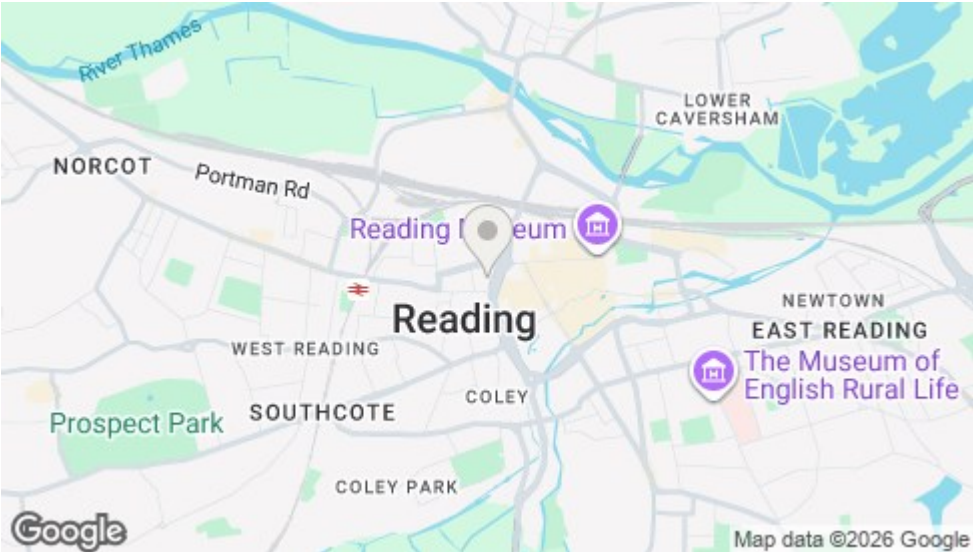 River Thames
LOWER
CAVERSHAM
NORCOT
Portman Rd
Reading M eum
Reading
NEWTOWN
EAST READING
WEST READING
The Museum of
English Rural Life
COLEY
SOUTHCOTE
Prospect Park
COLEY PARK
Google
Map data ©2026 Google